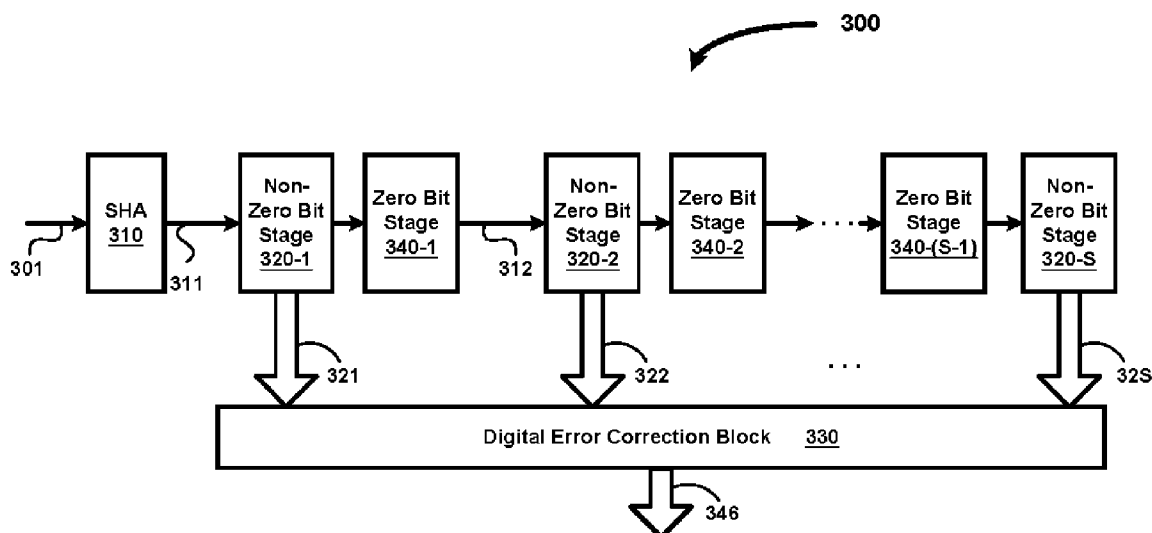 300
SHA
310
Non-
Zero Bit
Stage
320-1
Zero Bit
Stage
340-1
Non-
Zero Bit
Stage
320-2
Zero Bit
Stage
340-2
. . .
Zero Bit
Stage
340-(S-1)
Non-
Zero Bit
Stage
320-S
301
311
312
321
322
. . .
32S
Digital Error Correction Block 330
346